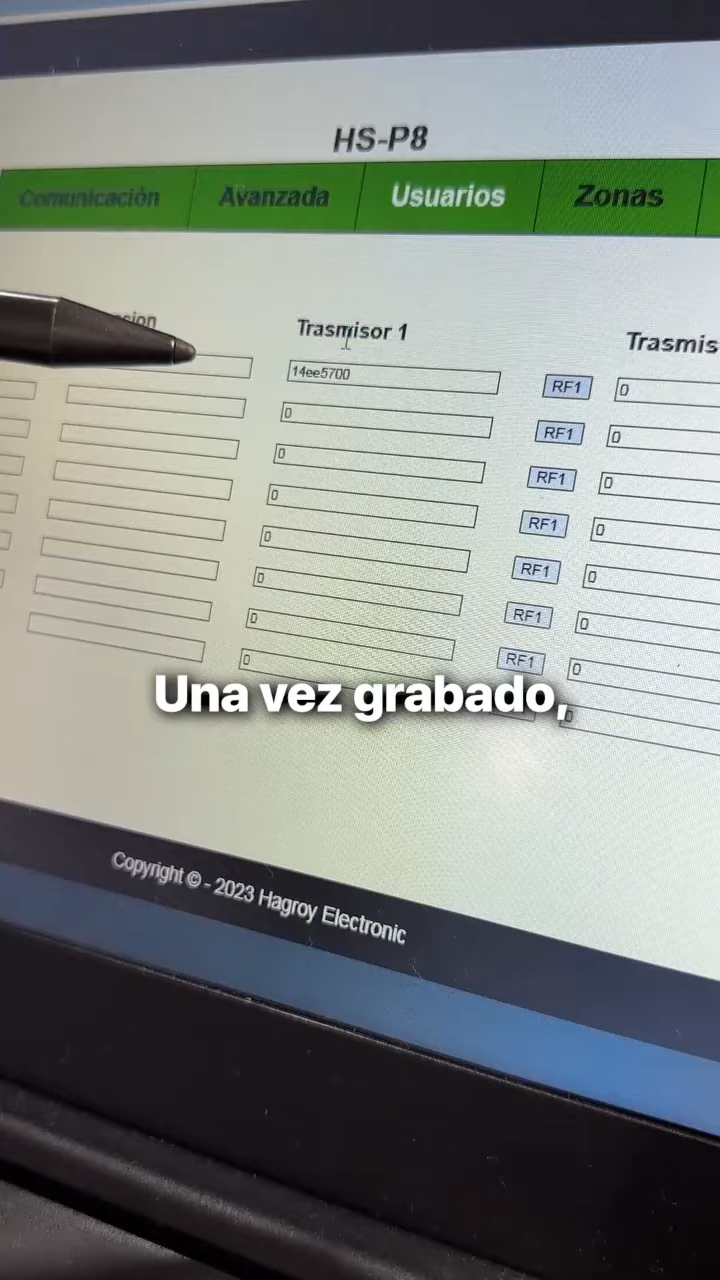 HS-P8
Comunicación Avanzada Usuarios Zonas
Trasmisor 1
14ee5700 RF1 0
0 RF1 0
0 RF1 0
0 RF1 0
0 RF1 0
0 RF1 0
0 RF1 0
0 0
Una vez grabado,
Copyright © - 2023 Hagroy Electronic